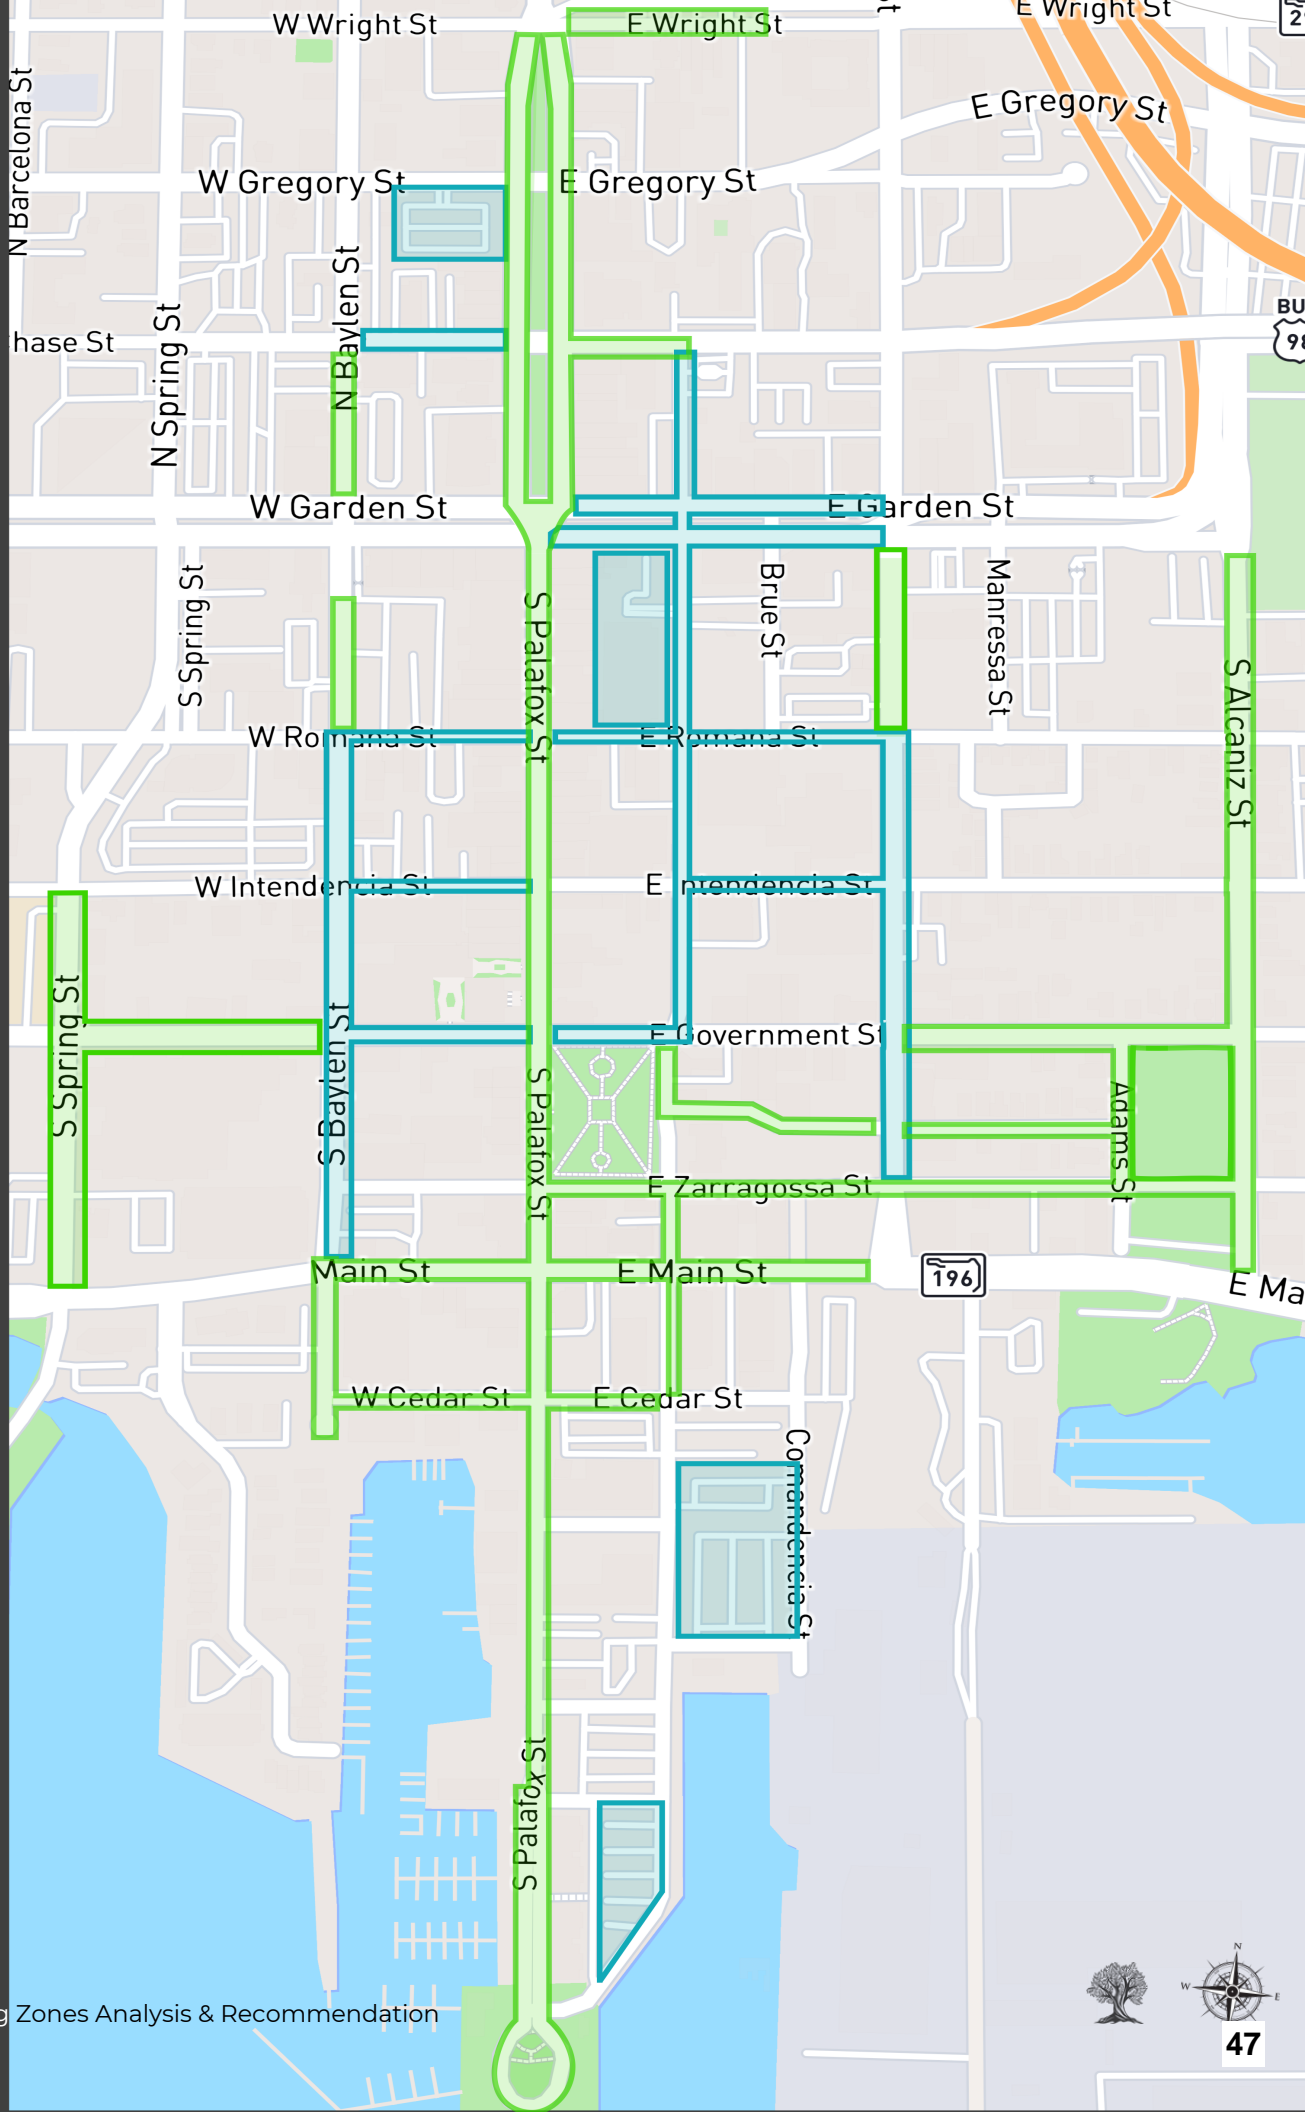 W Wright St
E Wright St
E Wright St
N Barcelona St
E Gregory St
W Gregory St
E Gregory St
N Baylen St
N Spring St
hase St
BU
98
W Garden St
E Garden St
S Spring St
S Palafox St
Brue St
Manressa St
S Alcaniz St
W Romana St
E Romana St
W Intendencia St
E Intendencia St
S Spring St
S Baylen St
E Government St
S Palafox St
Adams St
E Zarragossa St
Main St
E Main St
196
E Ma
W Cedar St
E Cedar St
Comandencia St
S Palafox St
N
W
E
g Zones Analysis & Recommendation
47